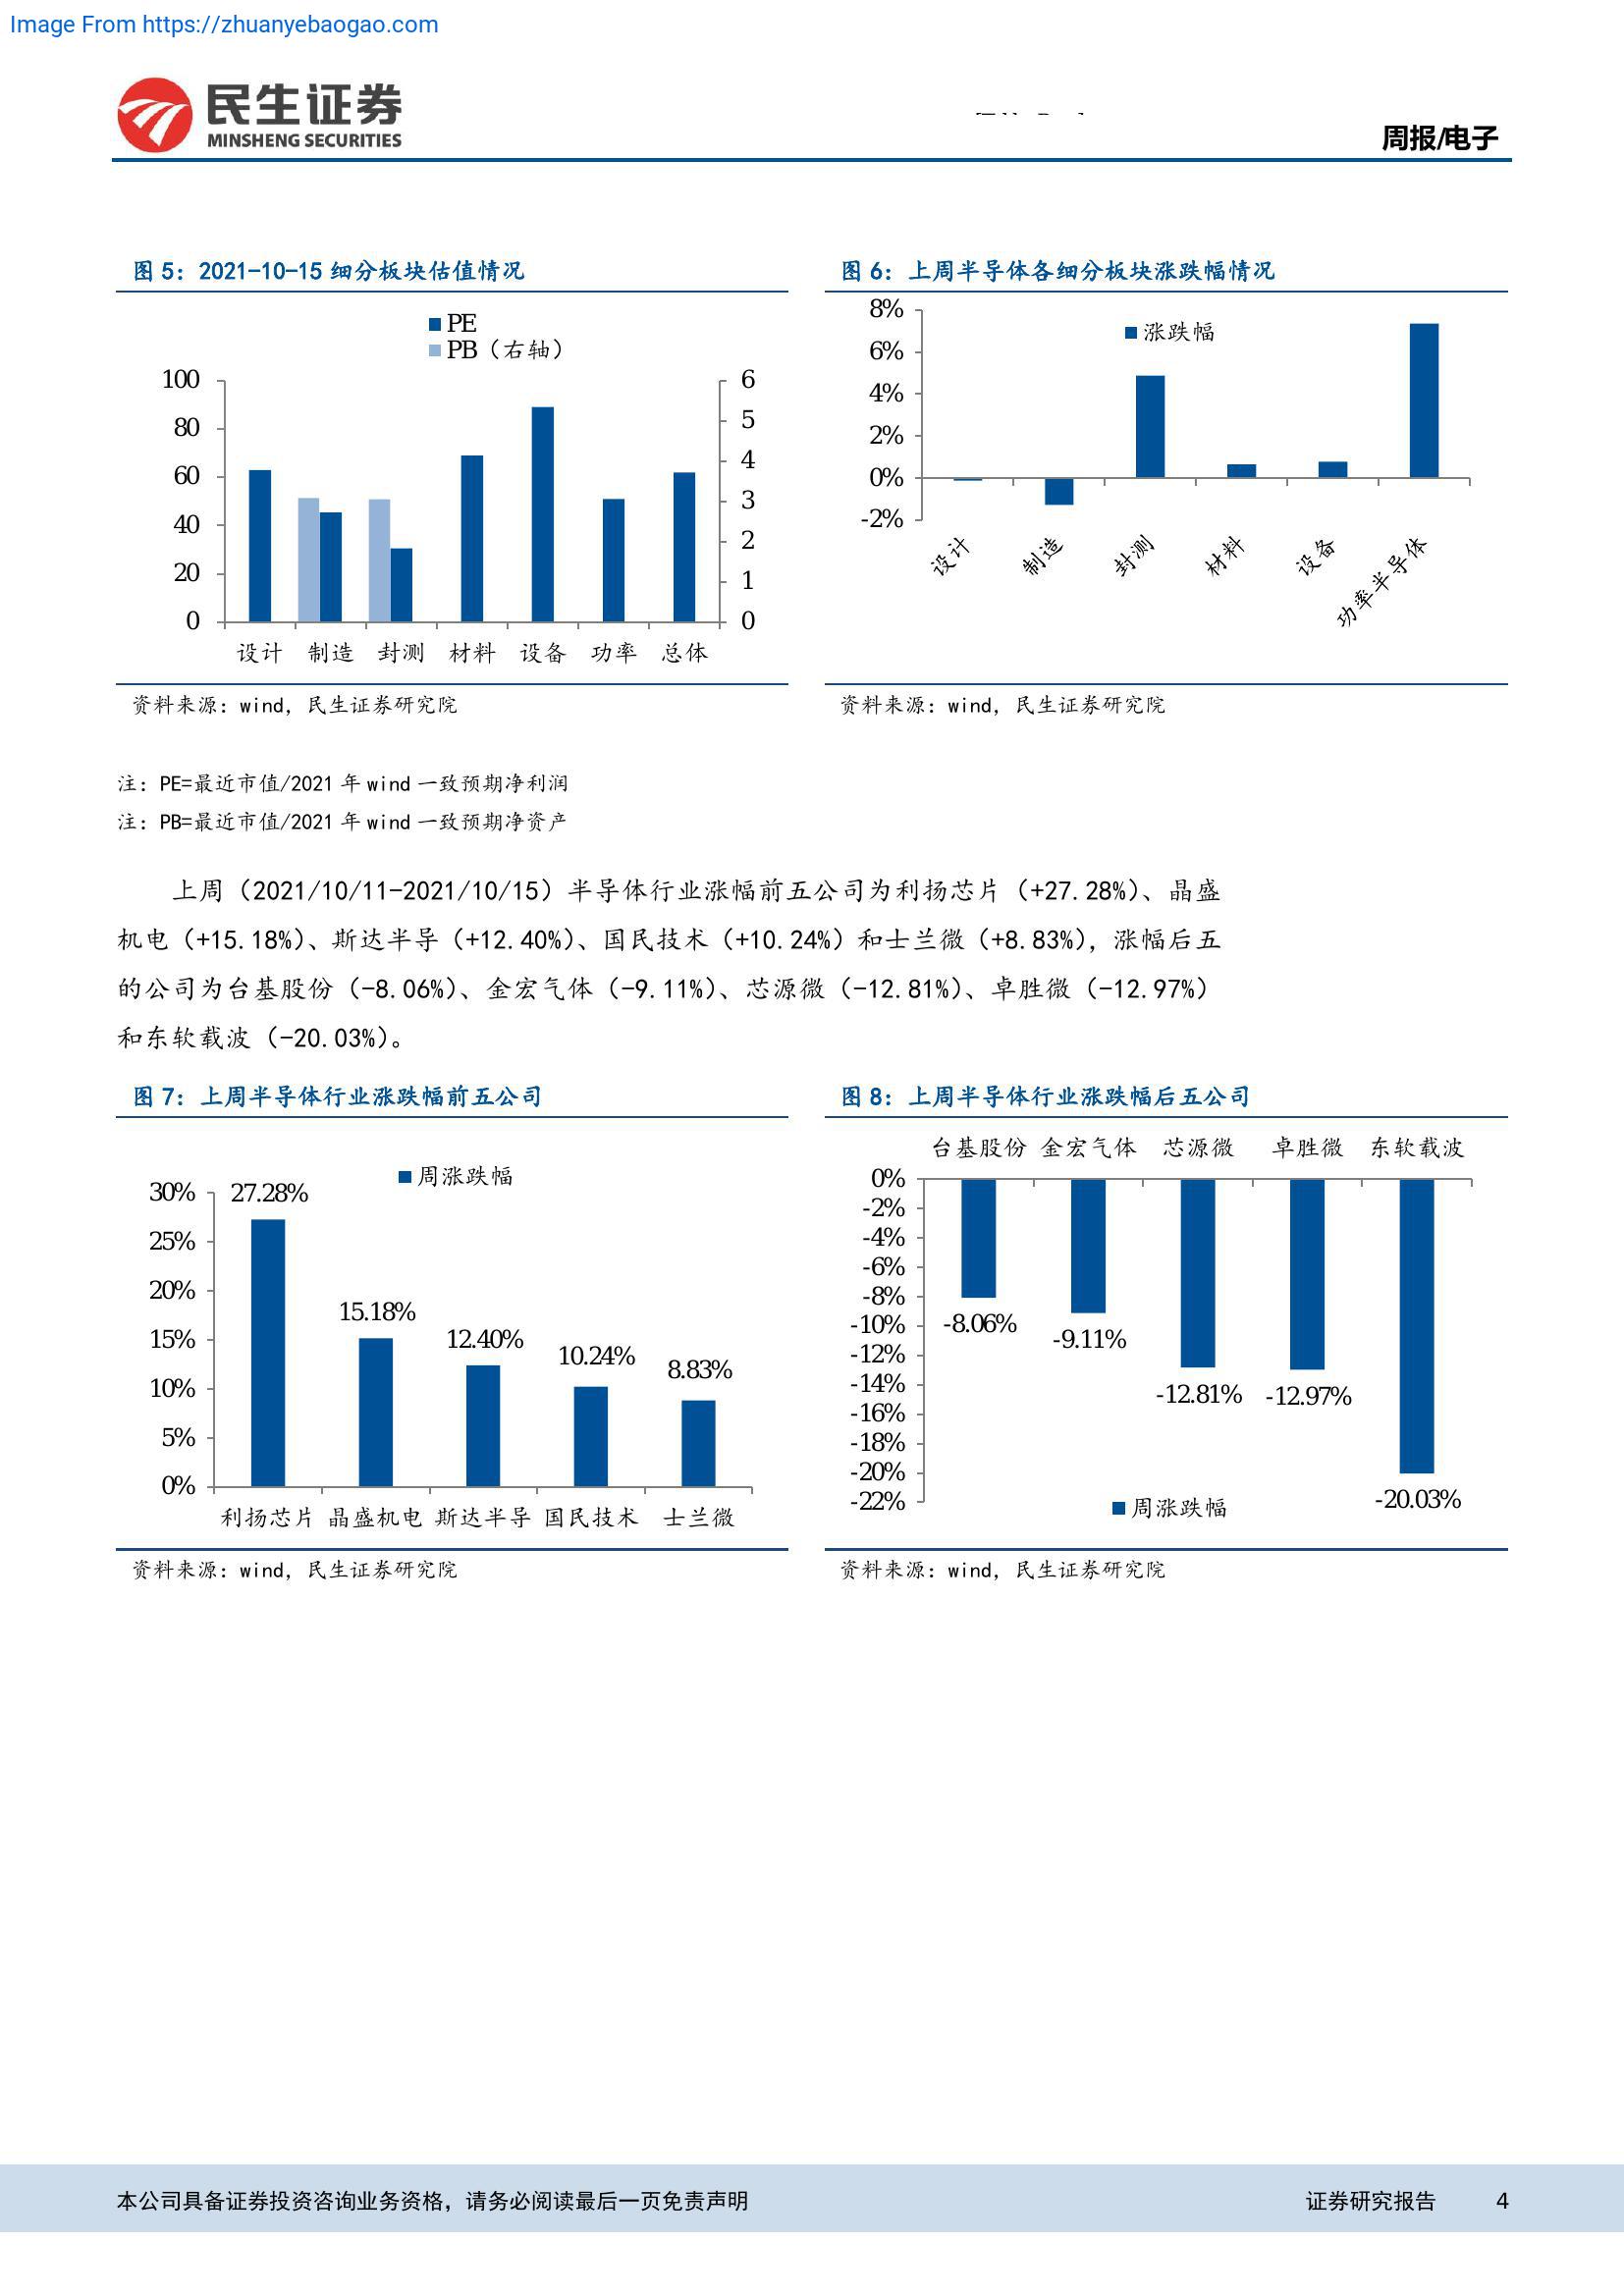 Image From https://zhuanyebaogao.com
民生证券
MINSHENG SECURITIES
周报/电子
图 5：2021-10-15 细分板块估值情况
PE
PB（右轴）
100
80
60
40
20
0
6
5
4
3
2
1
0
设计 制造 封测 材料 设备 功率 总体
资料来源：wind，民生证券研究院
图 6：上周半导体各细分板块涨跌幅情况
涨跌幅
8%
6%
4%
2%
0%
-2%
设计 制造 封测 材料 设备 功率半导体
资料来源：wind，民生证券研究院
注：PE=最近市值/2021 年 wind 一致预期净利润
注：PB=最近市值/2021 年 wind 一致预期净资产
上周（2021/10/11-2021/10/15）半导体行业涨幅前五公司为利扬芯片（+27.28%）、晶盛
机电（+15.18%）、斯达半导（+12.40%）、国民技术（+10.24%）和士兰微（+8.83%），涨幅后五
的公司为台基股份（-8.06%）、金宏气体（-9.11%）、芯源微（-12.81%）、卓胜微（-12.97%）
和东软载波（-20.03%）。
图 7：上周半导体行业涨跌幅前五公司
周涨跌幅
30%
25%
20%
15%
10%
5%
0%
27.28%
15.18%
12.40%
10.24%
8.83%
利扬芯片 晶盛机电 斯达半导 国民技术 士兰微
资料来源：wind，民生证券研究院
图 8：上周半导体行业涨跌幅后五公司
台基股份 金宏气体 芯源微 卓胜微 东软载波
0%
-2%
-4%
-6%
-8%
-10%
-12%
-14%
-16%
-18%
-20%
-22%
-8.06%
-9.11%
-12.81%
-12.97%
-20.03%
周涨跌幅
资料来源：wind，民生证券研究院
本公司具备证券投资咨询业务资格，请务必阅读最后一页免责声明
证券研究报告 4